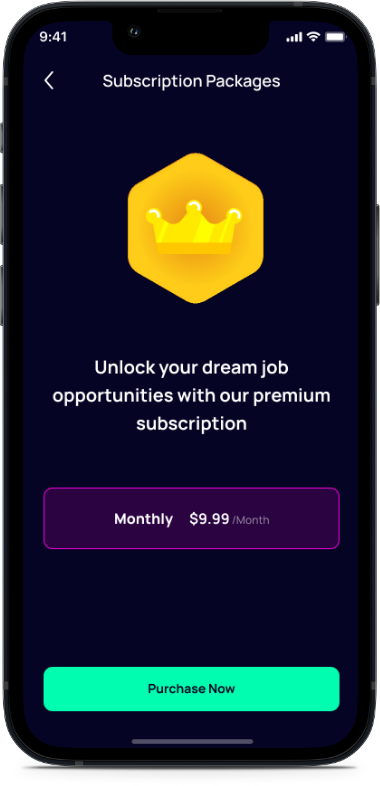 9:41
Subscription Packages
Unlock your dream job
opportunities with our premium
subscription
Monthly $9.99 /Month
Purchase Now